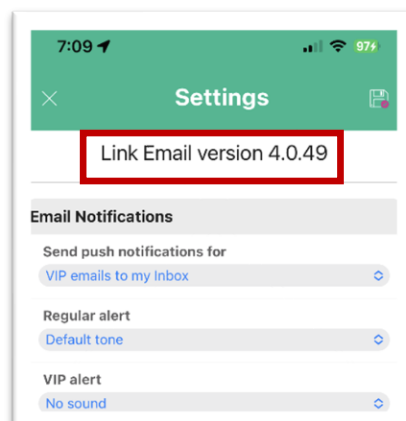 7:09
97
Settings
Link Email version 4.0.49
Email Notifications
Send push notifications for
VIP emails to my Inbox
Regular alert
Default tone
VIP alert
No sound